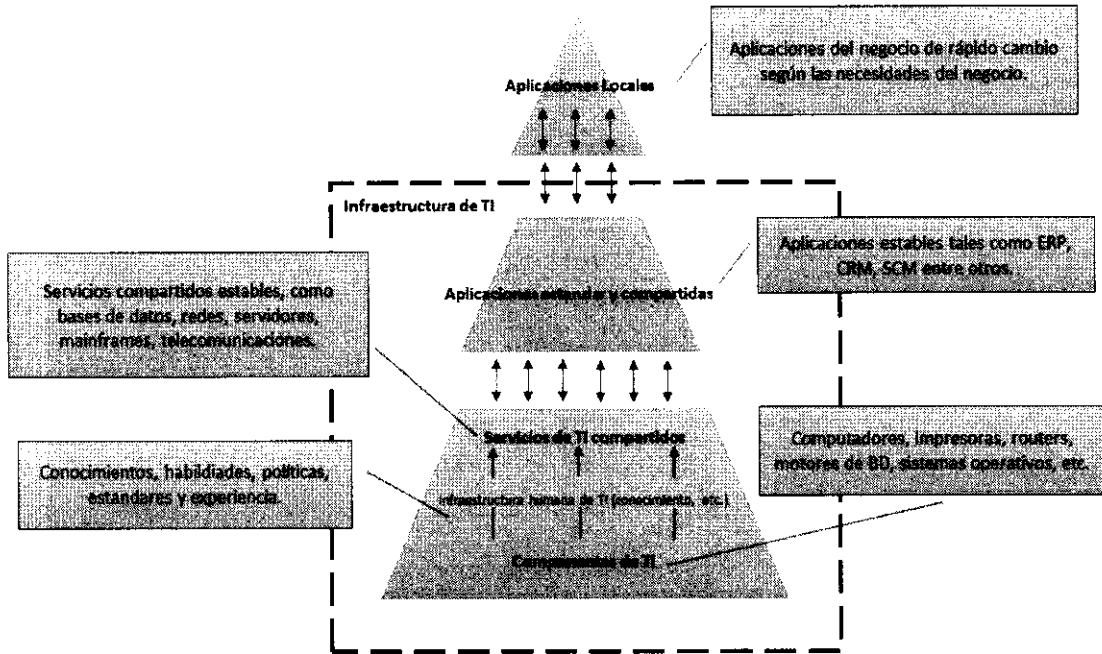 Aplicaciones del negocio de rápido cambio
según las necesidades del negocio.
Aplicaciones Locales
Infraestructura de TI
Aplicaciones estables tales como ERP,
CRM, SCM entre otros.
Servicios compartidos estables, como
bases de datos, redes, servidores,
mainframes, telecomunicaciones.
Aplicaciones estandar y compartidas
Servicios de TI compartidos
Computadores, impresoras, routers,
motores de BD, sistemas operativos, etc.
Conocimientos, habildiades, políticas,
estándares y experiencia.
Infraestructura humana de TI (conocimiento, etc.)
Componentes de TI